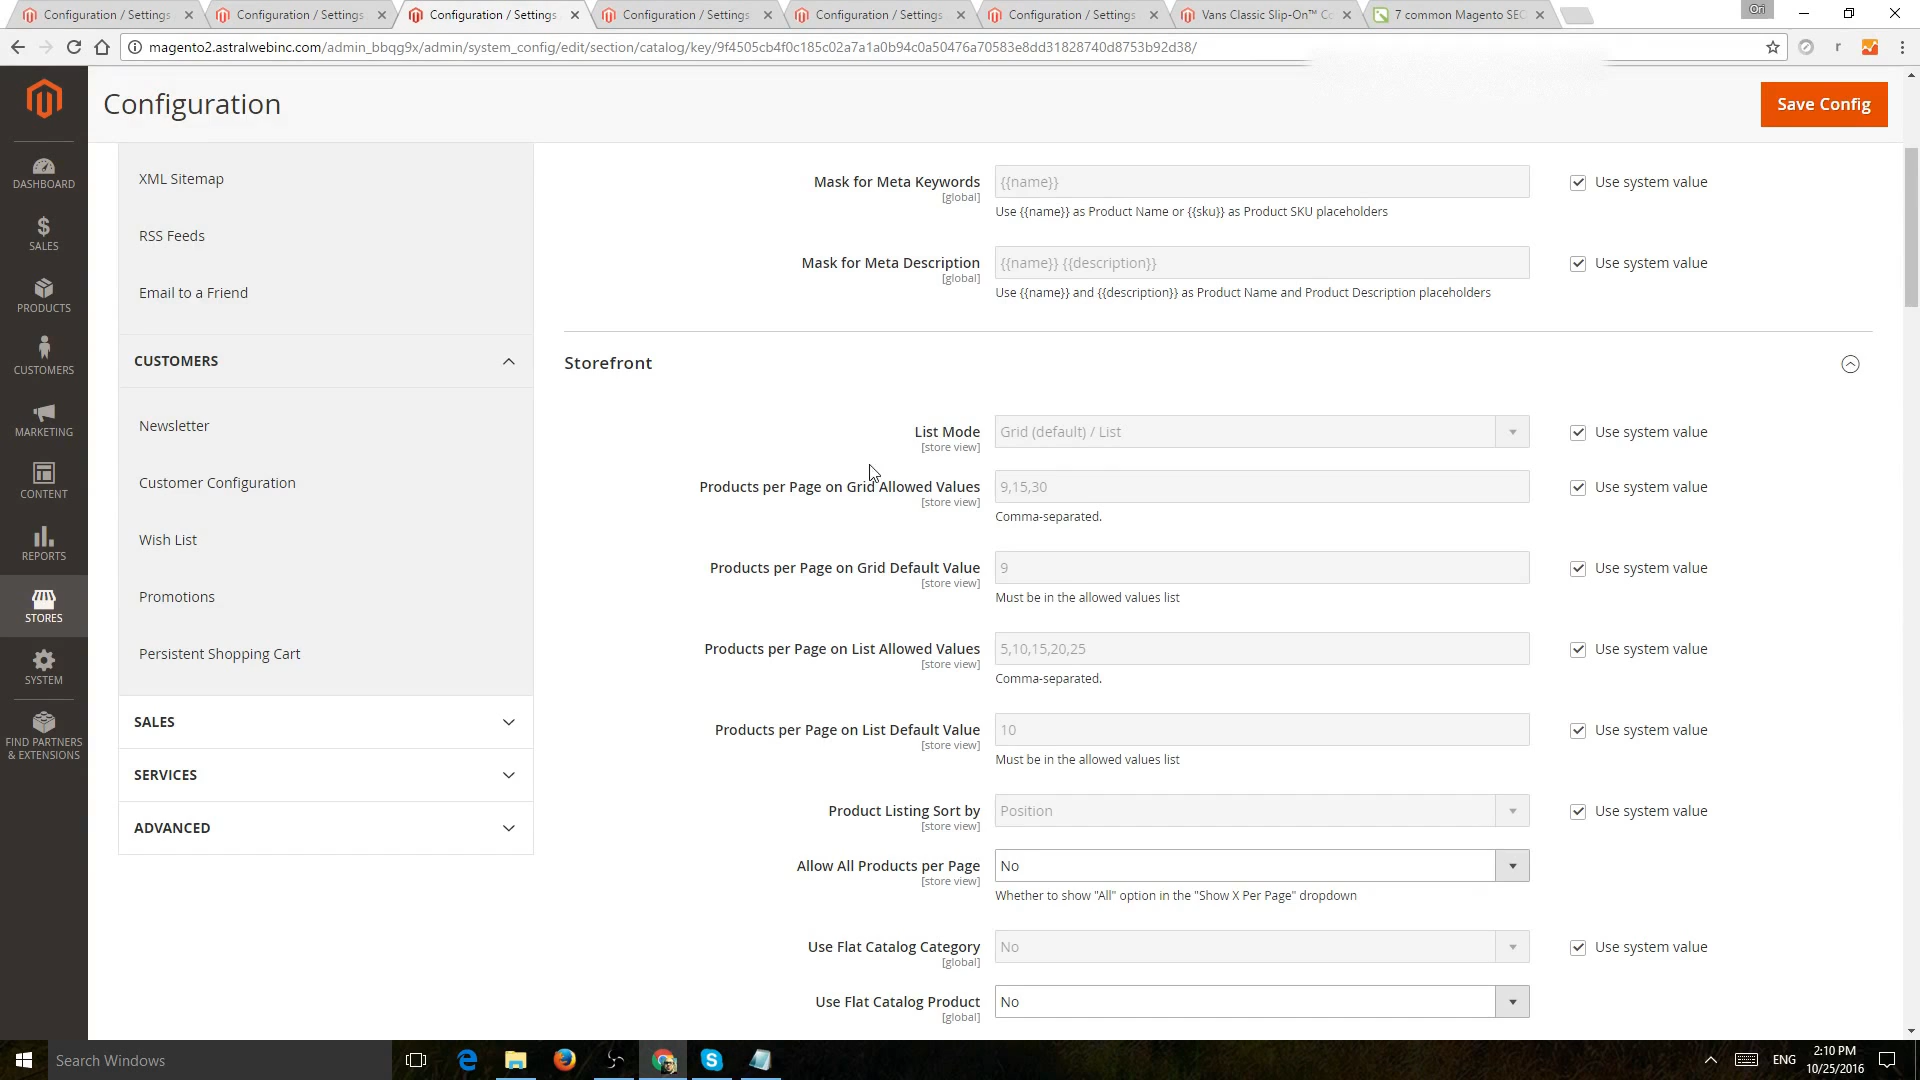 Configuration / Settings
Configuration / Settings
Configuration / Settings
Configuration / Settings
Configuration / Settings
Configuration / Settings
Vans Classic Slip-On™ Co
7 common Magento SEO
Ori
magento2.astralwebinc.com/admin_bbqg9x/admin/system_config/edit/section/catalog/key/9f4505cb4f0c185c02a7a1a0b94c0a50476a70583e8dd31828740d8753b92d38/
r
Configuration
Save Config
DASHBOARD
SALES
PRODUCTS
CUSTOMERS
MARKETING
CONTENT
REPORTS
STORES
SYSTEM
FIND PARTNERS
& EXTENSIONS
XML Sitemap
RSS Feeds
Email to a Friend
CUSTOMERS
Newsletter
Customer Configuration
Wish List
Promotions
Persistent Shopping Cart
SALES
SERVICES
ADVANCED
Mask for Meta Keywords {{name}} Use system value
[global]
Use {{name}} as Product Name or {{sku}} as Product SKU placeholders
Mask for Meta Description {{name}} {{description}} Use system value
[global]
Use {{name}} and {{description}} as Product Name and Product Description placeholders
Storefront
List Mode Grid (default) / List Use system value
[store view]
Products per Page on Grid Allowed Values 9,15,30 Use system value
[store view]
Comma-separated.
Products per Page on Grid Default Value 9 Use system value
[store view]
Must be in the allowed values list
Products per Page on List Allowed Values 5,10,15,20,25 Use system value
[store view]
Comma-separated.
Products per Page on List Default Value 10 Use system value
[store view]
Must be in the allowed values list
Product Listing Sort by Position Use system value
[store view]
Allow All Products per Page No
[store view]
Whether to show "All" option in the "Show X Per Page" dropdown
Use Flat Catalog Category No Use system value
[global]
Use Flat Catalog Product No
[global]
Search Windows
ENG
2:10 PM
10/25/2016